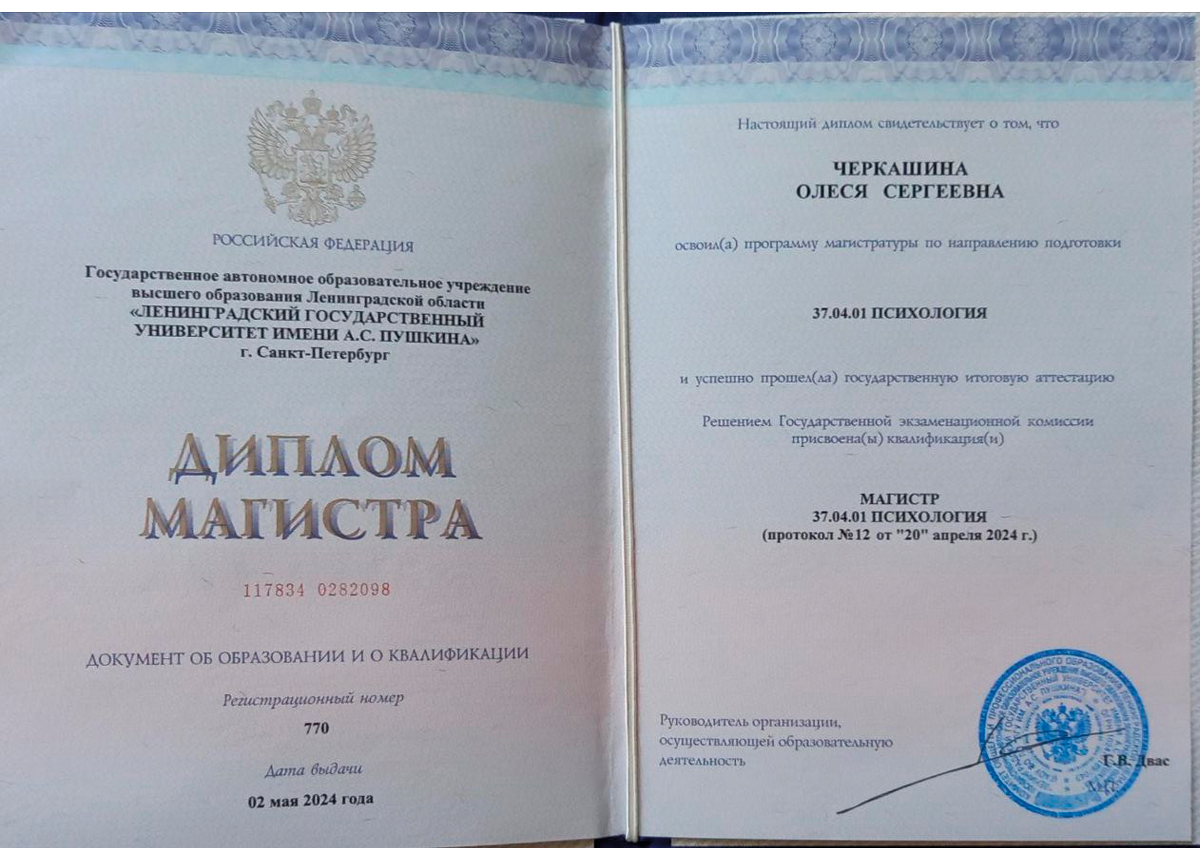 РОССИЙСКАЯ ФЕДЕРАЦИЯ
Государственное автономное образовательное учреждение
высшего образования Ленинградской области
«ЛЕНИНГРАДСКИЙ ГОСУДАРСТВЕННЫЙ
УНИВЕРСИТЕТ ИМЕНИ А.С. ПУШКИНА»
г. Санкт-Петербург
ДИПЛОМ
МАГИСТРА
117834 0282098
ДОКУМЕНТ ОБ ОБРАЗОВАНИИ И О КВАЛИФИКАЦИИ
Регистрационный номер
770
Дата выдачи
02 мая 2024 года
Настоящий диплом свидетельствует о том, что
ЧЕРКАШИНА
ОЛЕСЯ СЕРГЕЕВНА
освоил(а) программу магистратуры по направлению подготовки
37.04.01 ПСИХОЛОГИЯ
и успешно прошел(ла) государственную итоговую аттестацию
Решением Государственной экзаменационной комиссии
присвоена(ы) квалификация(и)
МАГИСТР
37.04.01 ПСИХОЛОГИЯ
(протокол №12 от "20" апреля 2024 г.)
Руководитель организации,
осуществляющей образовательную
деятельность
Г.В. Двас
М.П.